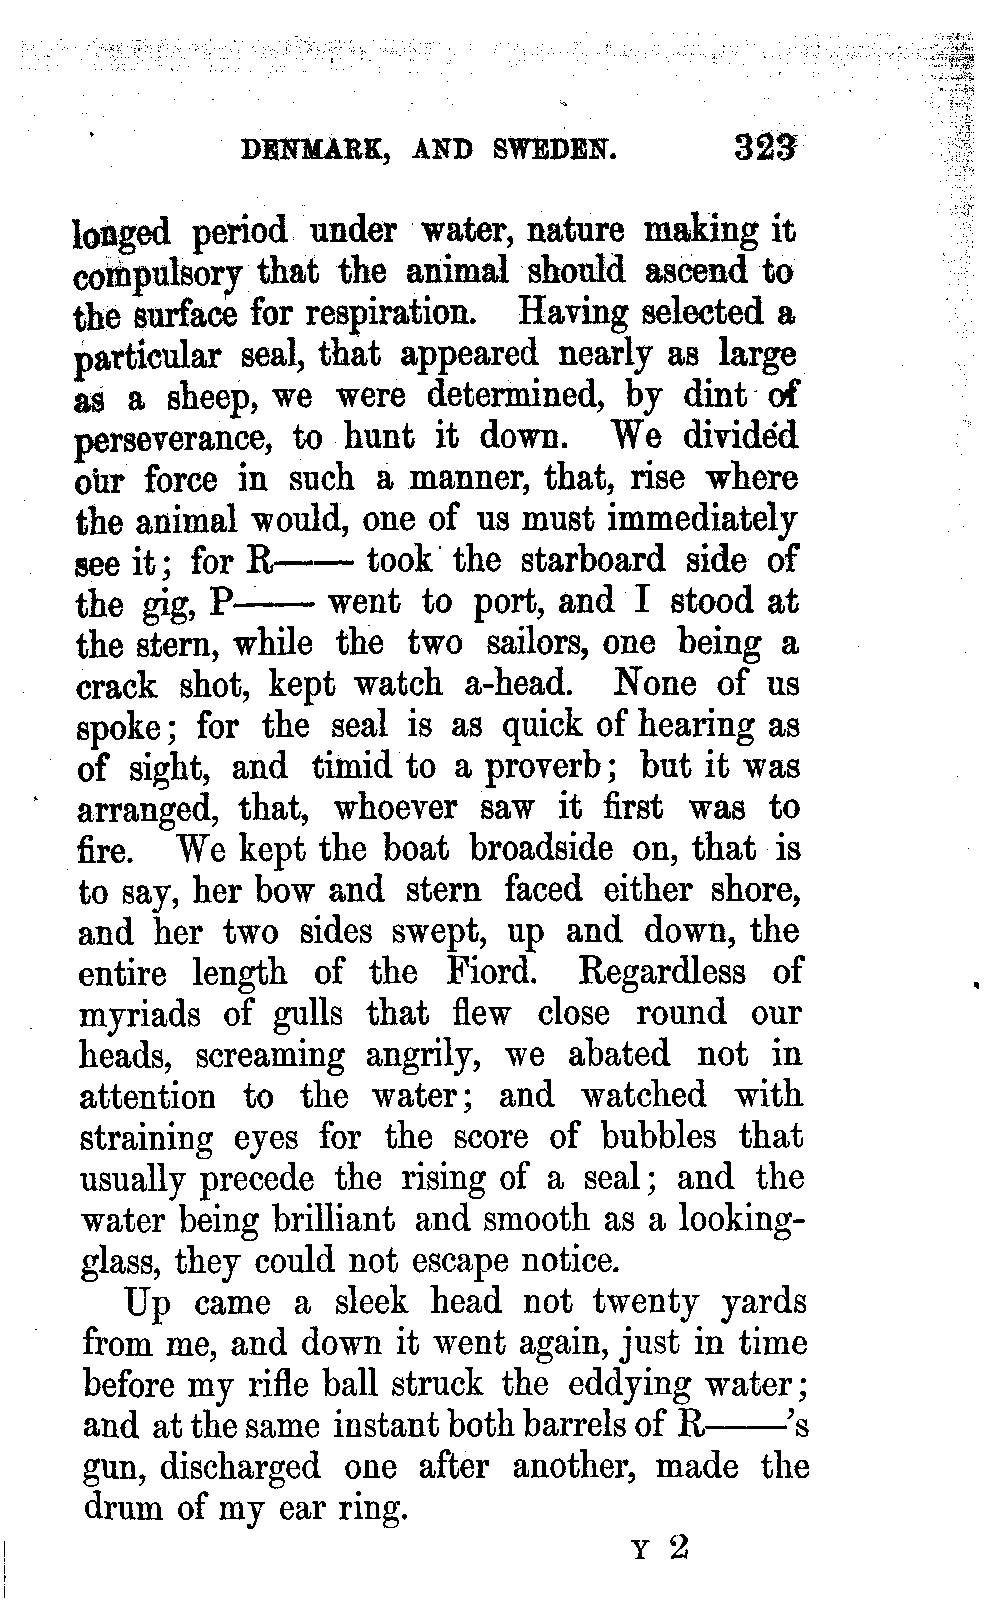 DENMARK, AND SWEDEN. 323
longed period under water, nature making it
compulsory that the animal should ascend to
the surface for respiration. Having selected a
particular seal, that appeared nearly as large
as a sheep, we were determined, by dint of
perseverance, to hunt it down. We divided
our force in such a manner, that, rise where
the animal would, one of us must immediately
see it; for R—— took the starboard side of
the gig, P—— went to port, and I stood at
the stern, while the two sailors, one being a
crack shot, kept watch a-head. None of us
spoke; for the seal is as quick of hearing as
of sight, and timid to a proverb; but it was
arranged, that, whoever saw it first was to
fire. We kept the boat broadside on, that is
to say, her bow and stern faced either shore,
and her two sides swept, up and down, the
entire length of the Fiord. Regardless of
myriads of gulls that flew close round our
heads, screaming angrily, we abated not in
attention to the water; and watched with
straining eyes for the score of bubbles that
usually precede the rising of a seal; and the
water being brilliant and smooth as a looking-
glass, they could not escape notice.
Up came a sleek head not twenty yards
from me, and down it went again, just in time
before my rifle ball struck the eddying water;
and at the same instant both barrels of R——'s
gun, discharged one after another, made the
drum of my ear ring.
Y 2